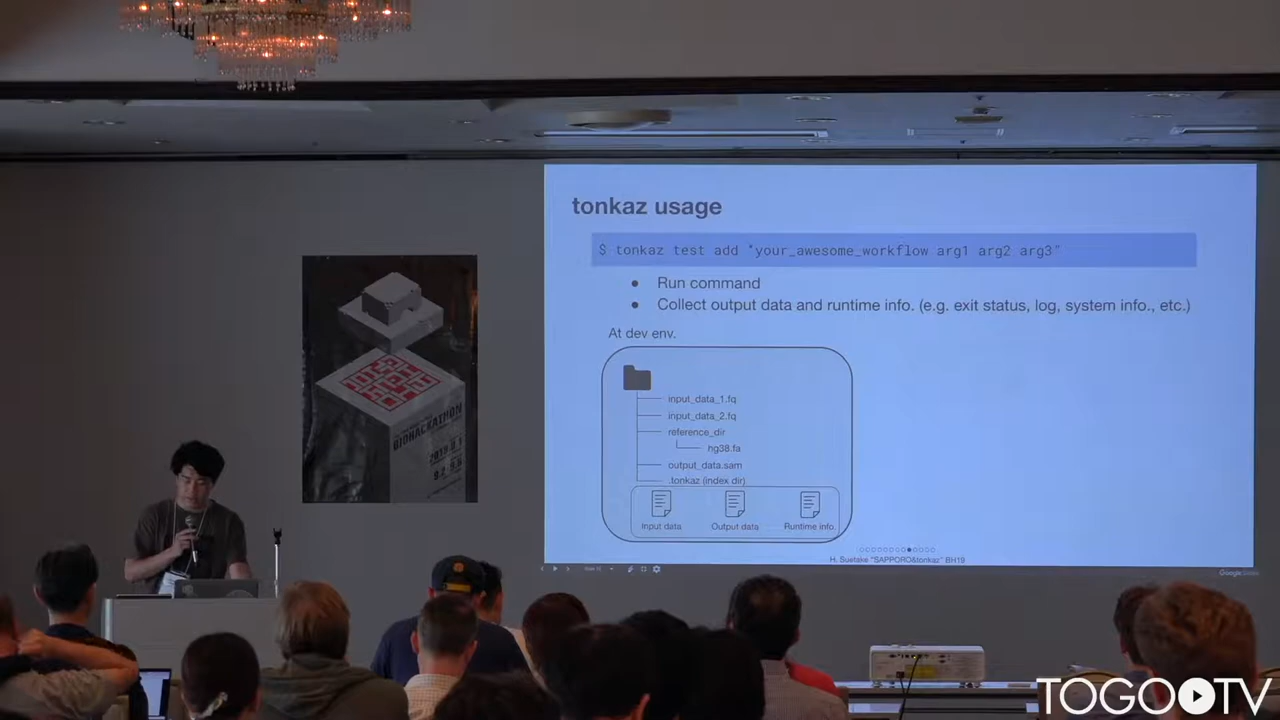 tonkaz usage
$ tonkaz test add "your_awesome_workflow arg1 arg2 arg3"
● Run command
● Collect output data and runtime info. (e.g. exit status, log, system info., etc.)
At dev env.
input_data_1.fq
input_data_2.fq
reference_dir
hg38.fa
output_data.sam
.tonkaz (index dir)
Input data
Output data
Runtime info.
H. Suetake "SAPPORO&tonkaz" BH19
BIOHACKATHON
TOGOTV